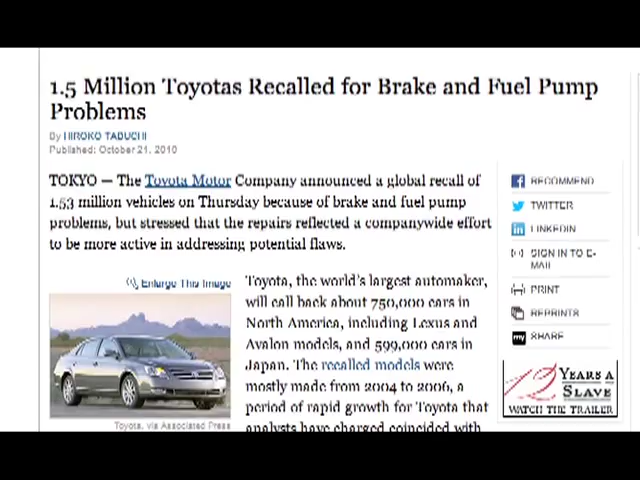 1.5 Million Toyotas Recalled for Brake and Fuel Pump
Problems
By HIROKO TABUCHI
Published: October 21, 2010
TOKYO — The Toyota Motor Company announced a global recall of
1.53 million vehicles on Thursday because of brake and fuel pump
problems, but stressed that the repairs reflected a companywide effort
to be more active in addressing potential flaws.
Enlarge This Image
Toyota, via Associated Press
Toyota, the world's largest automaker,
will call back about 750,000 cars in
North America, including Lexus and
Avalon models, and 599,000 cars in
Japan. The recalled models were
mostly made from 2004 to 2006, a
period of rapid growth for Toyota that
analysts have charged coincided with
RECOMMEND
TWITTER
LINKEDIN
SIGN IN TO E-
MAIL
PRINT
REPRINTS
my SHARE
12 YEARS A
SLAVE
WATCH THE TRAILER